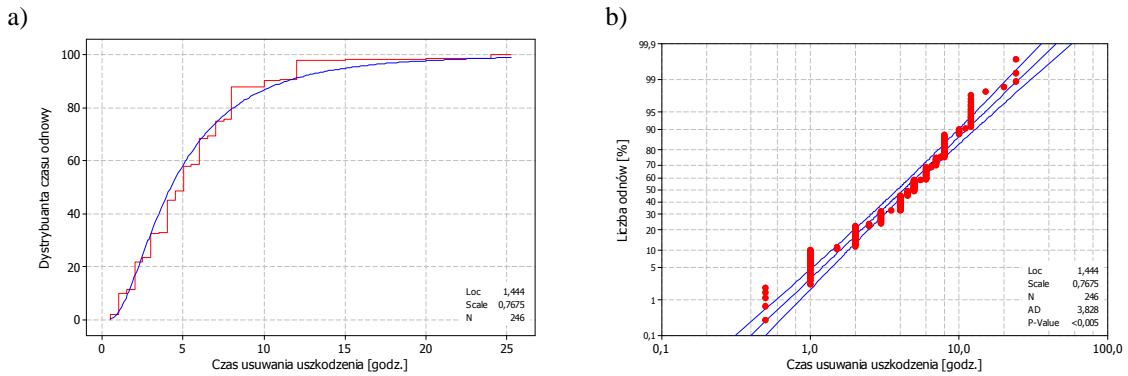 a)
100
80
60
40
20
0
Dystrybuanta czasu odnowy
Loc 1,444
Scale 0,7675
N 246
0 5 10 15 20 25
Czas usuwania uszkodzenia [godz.]
b)
99,9
99
95
90
80
70
60
50
40
30
20
10
5
1
0,1
Liczba odnów [%]
Loc 1,444
Scale 0,7675
N 246
AD 3,828
P-Value <0,005
0,1 1,0 10,0 100,0
Czas usuwania uszkodzenia [godz.]